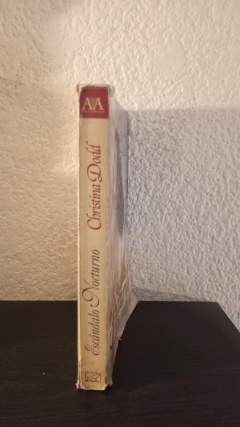 AVA
Christina Dodd
Escándalo Nocturno